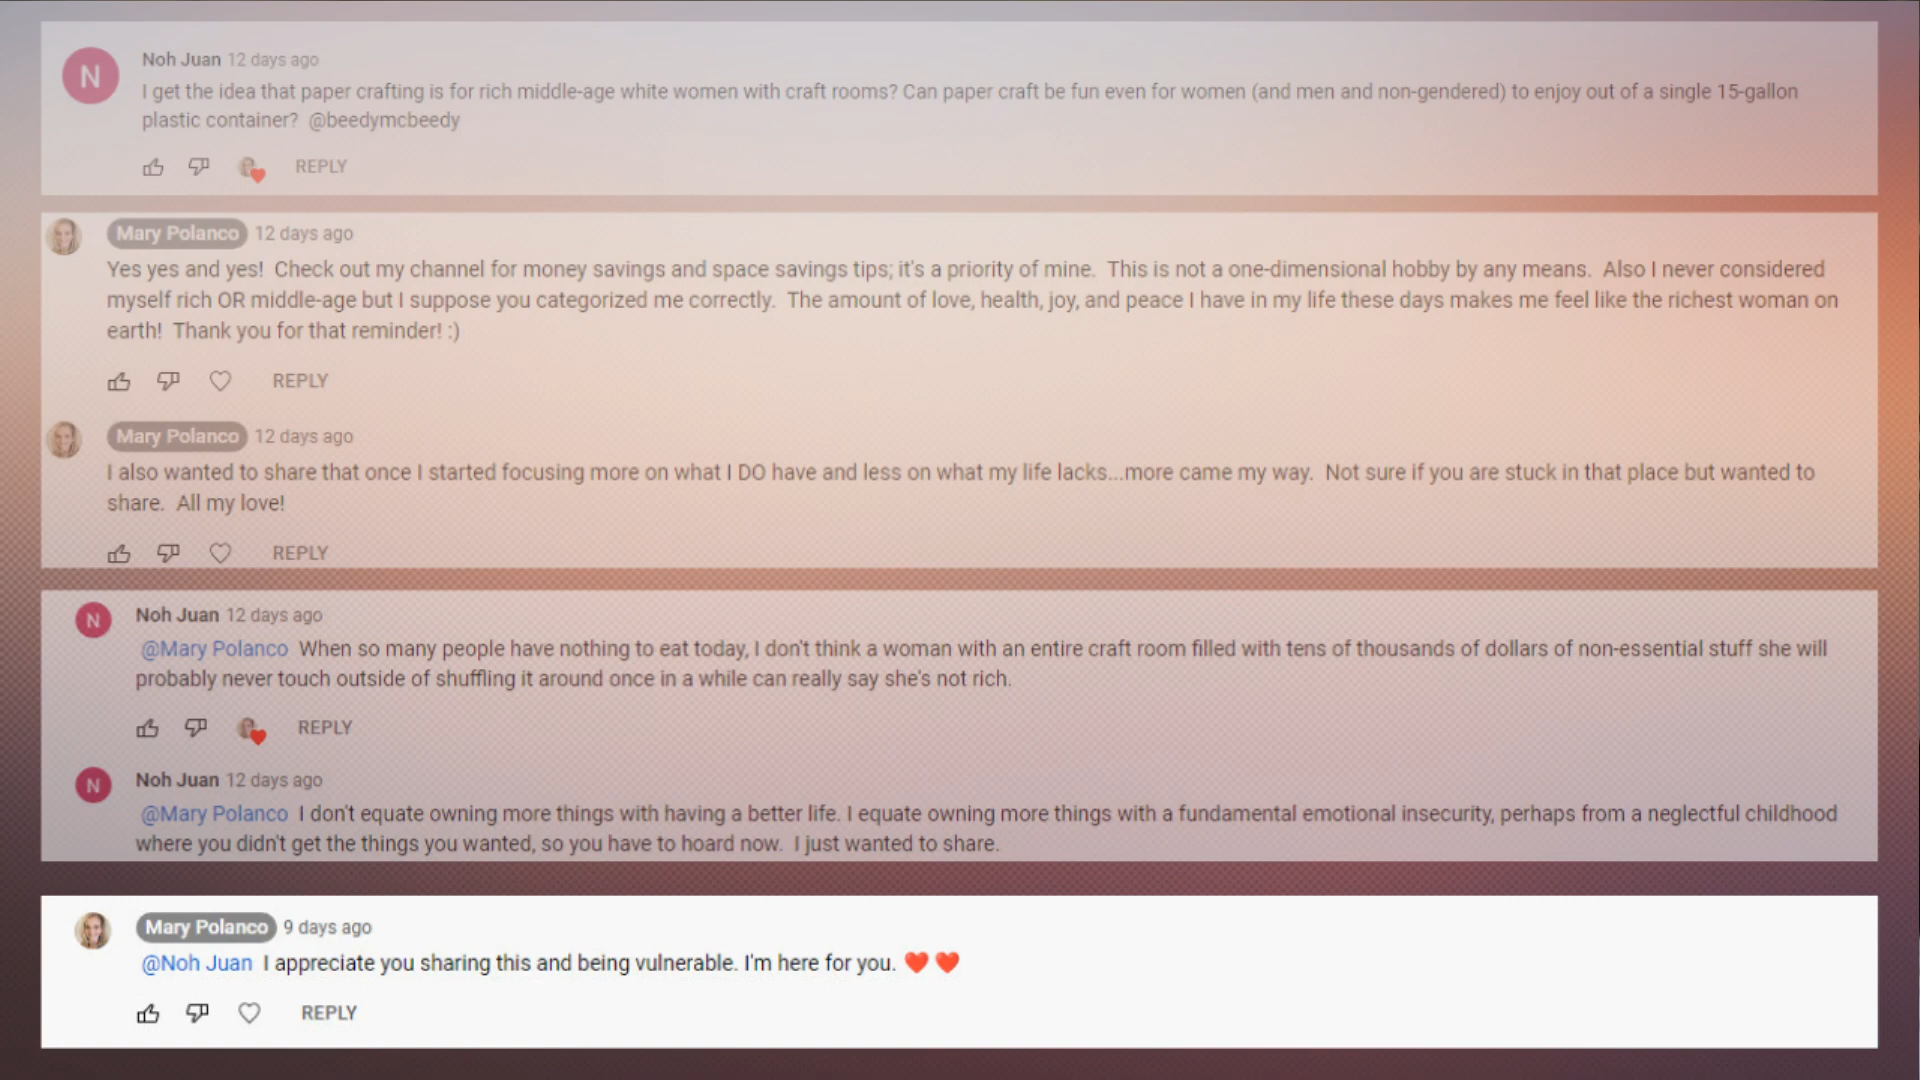 N
Noh Juan 12 days ago
I get the idea that paper crafting is for rich middle-age white women with craft rooms? Can paper craft be fun even for women (and men and non-gendered) to enjoy out of a single 15-gallon
plastic container?  @beedymcbeedy
REPLY
Mary Polanco 12 days ago
Yes yes and yes!  Check out my channel for money savings and space savings tips; it's a priority of mine.  This is not a one-dimensional hobby by any means.  Also I never considered
myself rich OR middle-age but I suppose you categorized me correctly.  The amount of love, health, joy, and peace I have in my life these days makes me feel like the richest woman on
earth!  Thank you for that reminder! :)
REPLY
Mary Polanco 12 days ago
I also wanted to share that once I started focusing more on what I DO have and less on what my life lacks...more came my way.  Not sure if you are stuck in that place but wanted to
share.  All my love!
REPLY
N
Noh Juan 12 days ago
@Mary Polanco  When so many people have nothing to eat today, I don't think a woman with an entire craft room filled with tens of thousands of dollars of non-essential stuff she will
probably never touch outside of shuffling it around once in a while can really say she's not rich.
REPLY
N
Noh Juan 12 days ago
@Mary Polanco  I don't equate owning more things with having a better life. I equate owning more things with a fundamental emotional insecurity, perhaps from a neglectful childhood
where you didn't get the things you wanted, so you have to hoard now.  I just wanted to share.
Mary Polanco 9 days ago
@Noh Juan  I appreciate you sharing this and being vulnerable. I'm here for you. ❤️ ❤️
REPLY